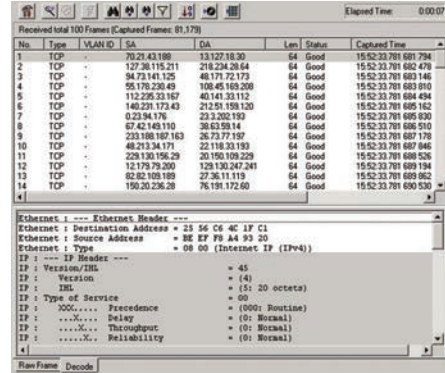 Elapsed Time: 0:00:07
Received total 100 Frames (Captured Frames: 81,179)
No. Type VLAN ID SA DA Len Status Captured Time
1 TCP - 70.21.43.188 13.127.18.30 64 Good 15:52:33.781 681 794
2 TCP - 127.38.115.211 218.234.28.64 64 Good 15:52:33.781 682 478
3 TCP - 94.73.141.125 48.171.72.173 64 Good 15:52:33.781 683 146
4 TCP - 55.178.230.49 108.45.169.208 64 Good 15:52:33.781 683 810
5 TCP - 112.235.33.167 40.141.33.112 64 Good 15:52:33.781 684 494
6 TCP - 140.231.173.43 212.51.159.120 64 Good 15:52:33.781 685 162
7 TCP - 0.23.94.176 23.3.202.193 64 Good 15:52:33.781 685 830
8 TCP - 67.42.149.110 38.63.59.14 64 Good 15:52:33.781 686 510
9 TCP - 233.188.187.163 26.73.77.197 64 Good 15:52:33.781 687 178
10 TCP - 48.213.34.171 22.118.33.193 64 Good 15:52:33.781 687 846
11 TCP - 229.130.156.29 20.150.109.229 64 Good 15:52:33.781 688 526
12 TCP - 12.179.79.200 129.130.247.241 64 Good 15:52:33.781 689 194
13 TCP - 82.82.109.189 27.36.11.119 64 Good 15:52:33.781 689 862
14 TCP - 150.20.236.28 76.191.172.60 64 Good 15:52:33.781 690 530
Ethernet : --- Ethernet Header ---
Ethernet : Destination Address = 25 56 C6 4C 1F C1
Ethernet : Source Address = BE EF F8 A4 93 20
Ethernet : Type = 08 00 (Internet IP (IPv4))
IP : --- IP Header ---
IP : Version/IHL = 45
IP : Version = (4)
IP : IHL = (5: 20 octets)
IP : Type of Service = 00
IP : XXX..... Precedence = (000: Routine)
IP : ...X.... Delay = (0: Normal)
IP : ....X... Throughput = (0: Normal)
IP : .....X.. Reliability = (0: Normal)
Raw Frame Decode